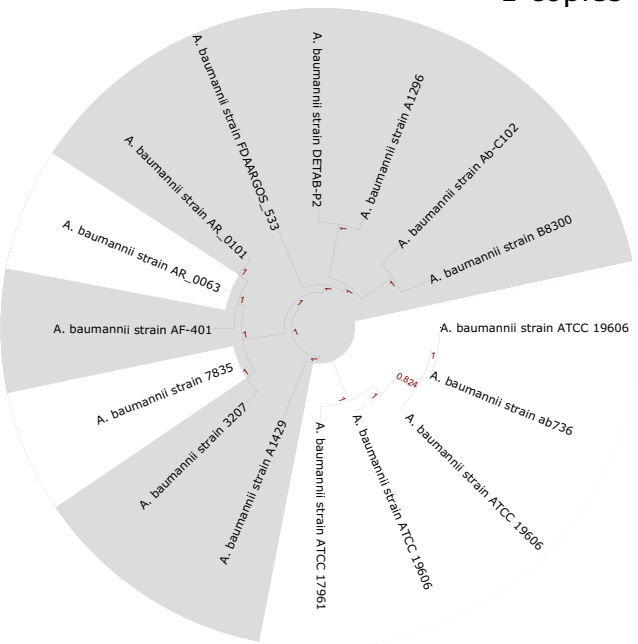 2 copies
A. baumannii strain FDAARGOS_533
A. baumannii strain DETAB-P2
A. baumannii strain A1296
A. baumannii strain Ab-C102
A. baumannii strain B8300
A. baumannii strain AR_0101
A. baumannii strain AR_0063
A. baumannii strain AF-401
A. baumannii strain 7835
A. baumannii strain 3207
A. baumannii strain A1429
A. baumannii strain ATCC 17961
A. baumannii strain ATCC 19606
A. baumannii strain ATCC 19606
A. baumannii strain ab736
A. baumannii strain ATCC 19606
1
1
1
1
1
1
1
1
1
1
1
1
1
0.824
1